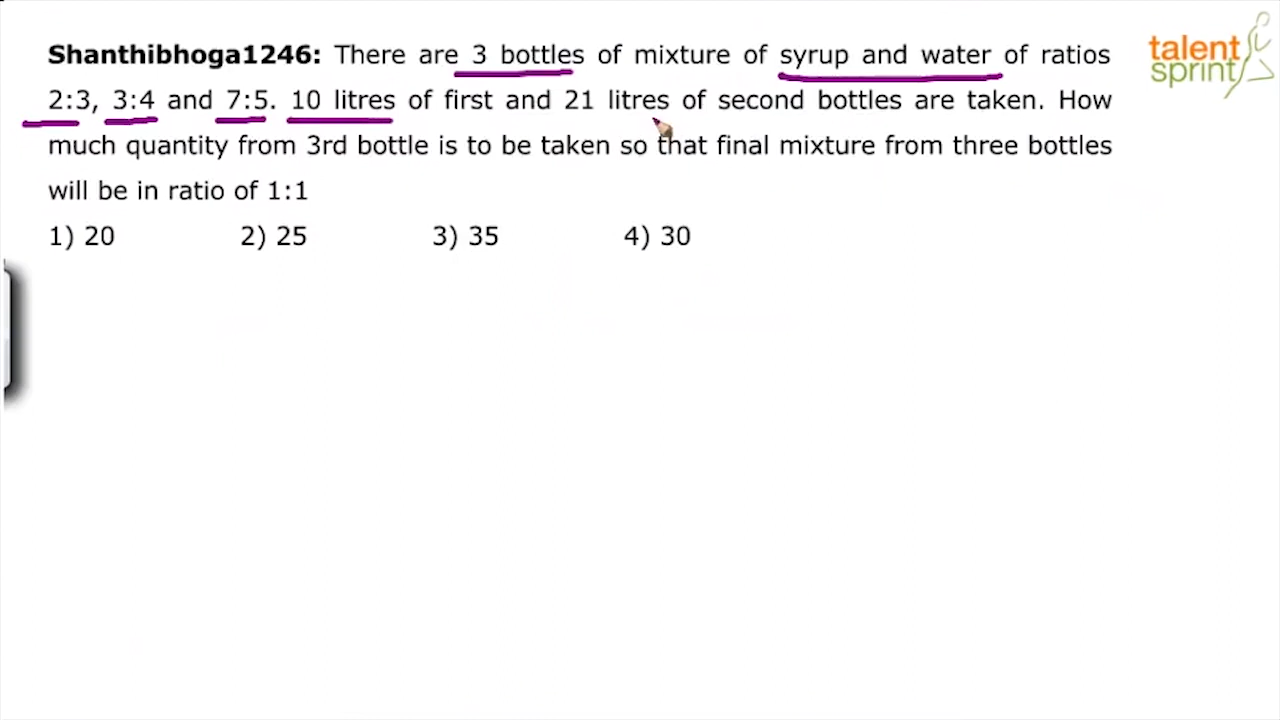 Shanthibhoga1246: There are 3 bottles of mixture of syrup and water of ratios
2:3, 3:4 and 7:5. 10 litres of first and 21 litres of second bottles are taken. How
much quantity from 3rd bottle is to be taken so that final mixture from three bottles
will be in ratio of 1:1
1) 20 2) 25 3) 35 4) 30
talent
sprint